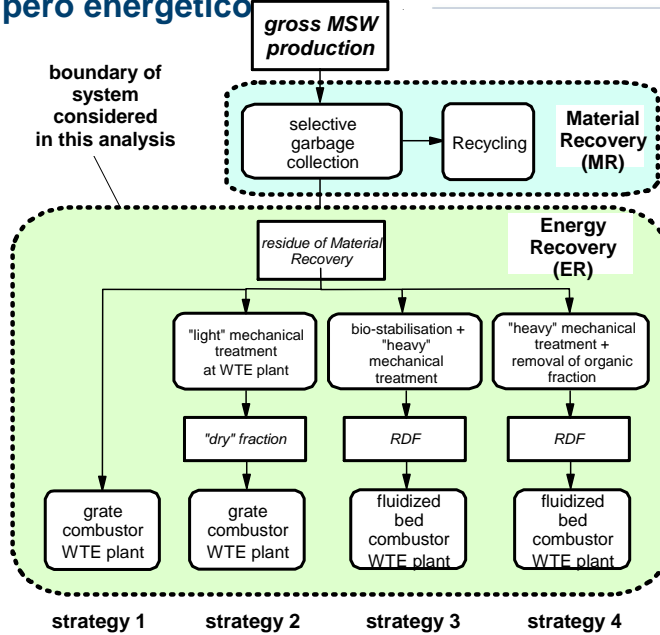 pero energetico
gross MSW
production
boundary of
system
considered
in this analysis
selective
garbage
collection
Recycling
Material
Recovery
(MR)
residue of Material
Recovery
Energy
Recovery
(ER)
"light" mechanical
treatment
at WTE plant
bio-stabilisation +
"heavy"
mechanical
treatment
"heavy" mechanical
treatment +
removal of organic
fraction
"dry" fraction
RDF
RDF
grate
combustor
WTE plant
grate
combustor
WTE plant
fluidized
bed
combustor
WTE plant
fluidized
bed
combustor
WTE plant
strategy 1
strategy 2
strategy 3
strategy 4